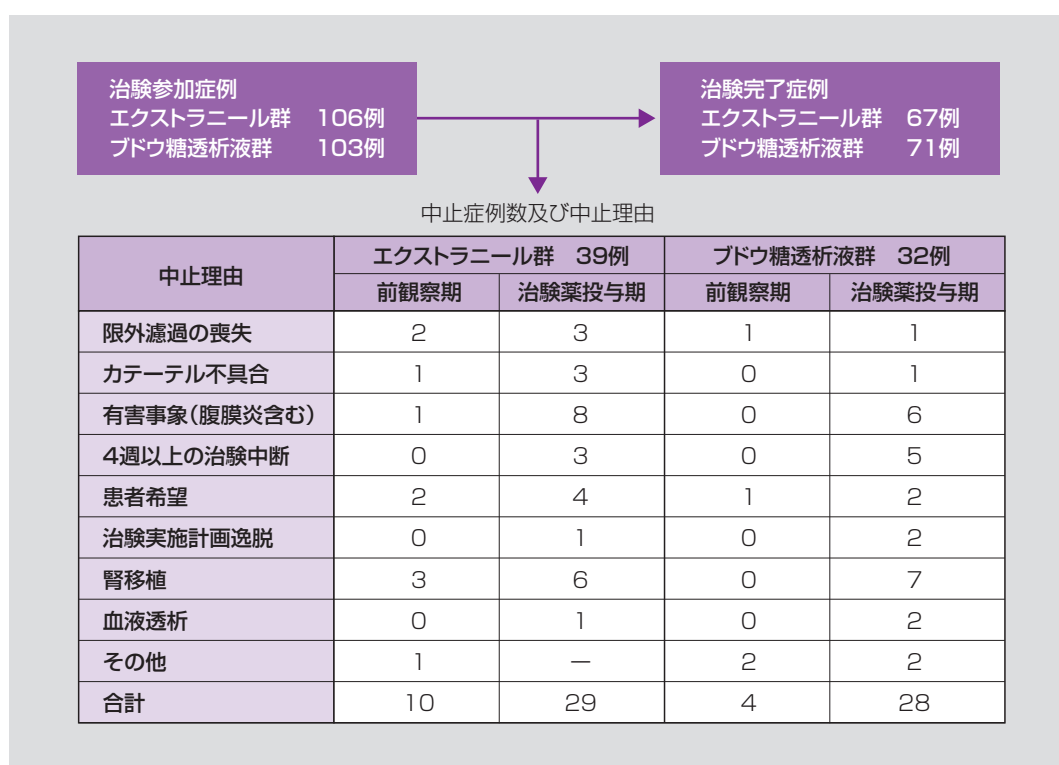 治験参加症例
エクストラニール群 106例
ブドウ糖透析液群 103例
治験完了症例
エクストラニール群 67例
ブドウ糖透析液群 71例
中止症例数及び中止理由
中止理由 エクストラニール群 39例 ブドウ糖透析液群 32例
前観察期 治験薬投与期 前観察期 治験薬投与期
限外濾過の喪失 2 3 1 1
カテーテル不具合 1 3 0 1
有害事象(腹膜炎含む) 1 8 0 6
4週以上の治験中断 0 3 0 5
患者希望 2 4 1 2
治験実施計画逸脱 0 1 0 2
腎移植 3 6 0 7
血液透析 0 1 0 2
その他 1 — 2 2
合計 10 29 4 28